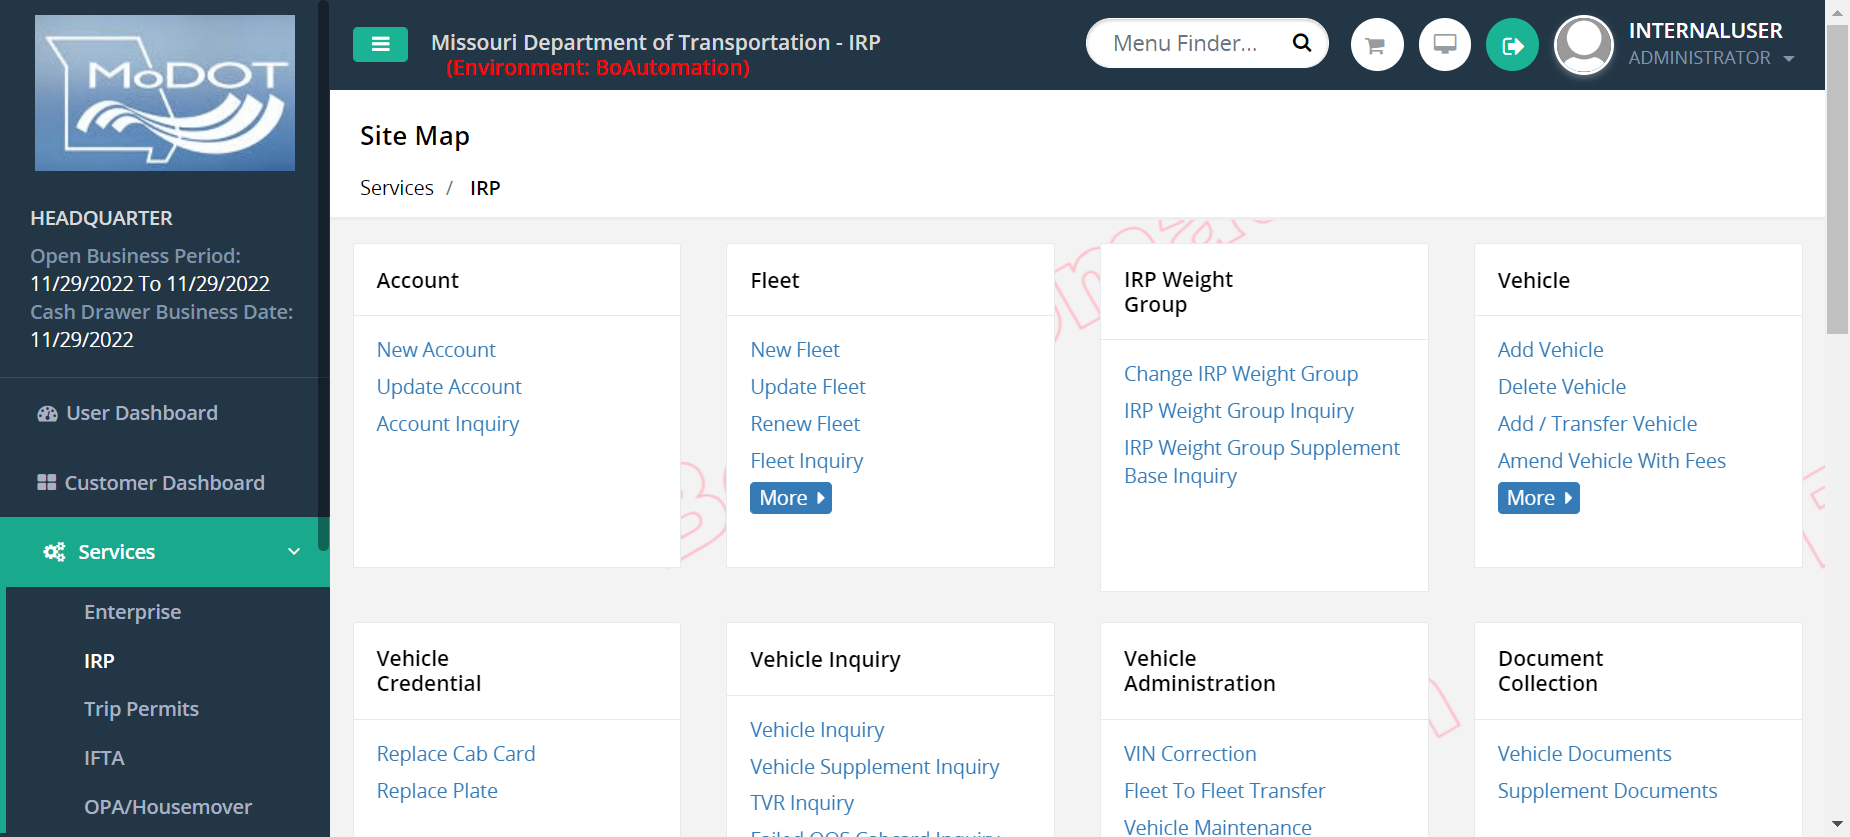 MoDOT
HEADQUARTER
Open Business Period:
11/29/2022 To 11/29/2022
Cash Drawer Business Date:
11/29/2022
User Dashboard
Customer Dashboard
Services
Enterprise
IRP
Trip Permits
IFTA
OPA/Housemover
Missouri Department of Transportation - IRP
(Environment: BoAutomation)
Menu Finder...
INTERNALUSER
ADMINISTRATOR
Site Map
Services / IRP
Account
New Account
Update Account
Account Inquiry
Fleet
New Fleet
Update Fleet
Renew Fleet
Fleet Inquiry
More
IRP Weight
Group
Change IRP Weight Group
IRP Weight Group Inquiry
IRP Weight Group Supplement
Base Inquiry
Vehicle
Add Vehicle
Delete Vehicle
Add / Transfer Vehicle
Amend Vehicle With Fees
More
Vehicle
Credential
Replace Cab Card
Replace Plate
Vehicle Inquiry
Vehicle Inquiry
Vehicle Supplement Inquiry
TVR Inquiry
Failed OOS Cabcard Inquiry
Vehicle
Administration
VIN Correction
Fleet To Fleet Transfer
Vehicle Maintenance
Document
Collection
Vehicle Documents
Supplement Documents